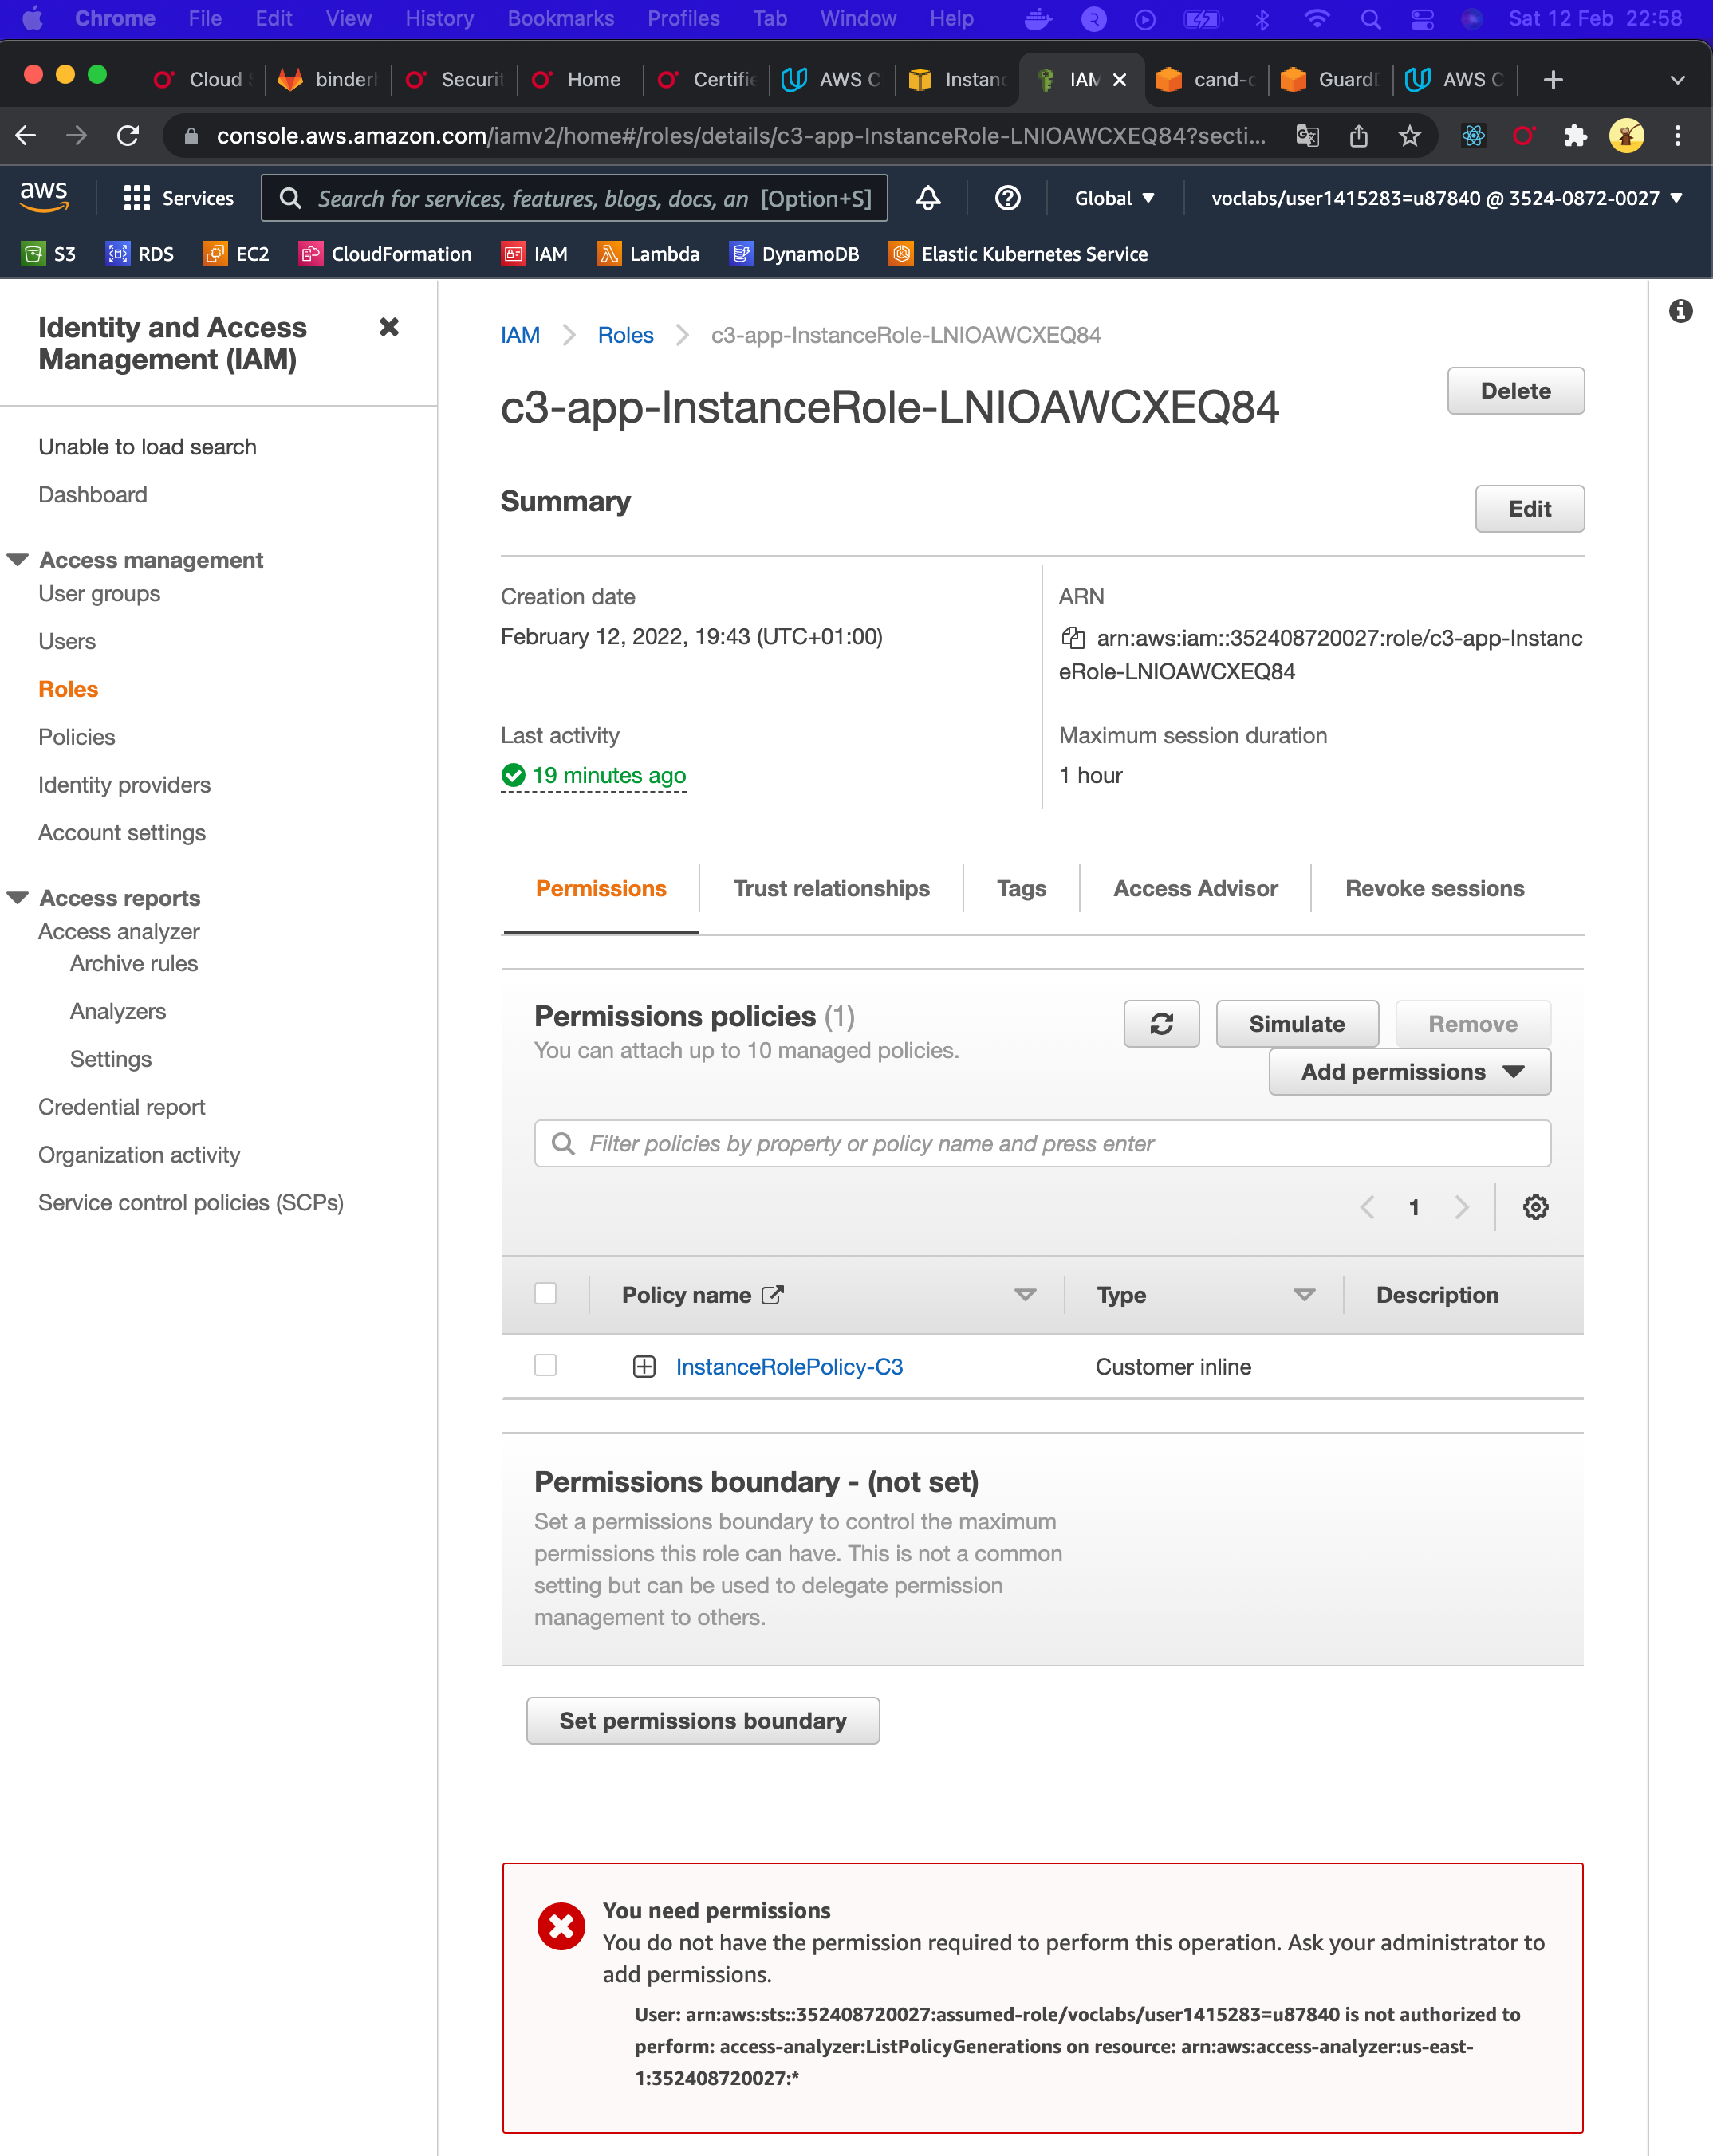 Chrome File Edit View History Bookmarks Profiles Tab Window Help Sat 12 Feb 22:58
Cloud binderh Securit Home Certifie AWS C Instanc IAM cand-c GuardD AWS C
console.aws.amazon.com/iamv2/home#/roles/details/c3-app-InstanceRole-LNIOAWCXEQ84?secti...
aws Services Search for services, features, blogs, docs, an [Option+S] Global voclabs/user1415283=u87840 @ 3524-0872-0027
S3 RDS EC2 CloudFormation IAM Lambda DynamoDB Elastic Kubernetes Service
Identity and Access
Management (IAM)
Unable to load search
Dashboard
Access management
User groups
Users
Roles
Policies
Identity providers
Account settings
Access reports
Access analyzer
Archive rules
Analyzers
Settings
Credential report
Organization activity
Service control policies (SCPs)
IAM Roles c3-app-InstanceRole-LNIOAWCXEQ84
c3-app-InstanceRole-LNIOAWCXEQ84
Delete
Summary
Edit
Creation date
February 12, 2022, 19:43 (UTC+01:00)
ARN
arn:aws:iam::352408720027:role/c3-app-Instanc
eRole-LNIOAWCXEQ84
Last activity
19 minutes ago
Maximum session duration
1 hour
Permissions Trust relationships Tags Access Advisor Revoke sessions
Permissions policies (1)
You can attach up to 10 managed policies.
Simulate Remove
Add permissions
Filter policies by property or policy name and press enter
1
Policy name Type Description
InstanceRolePolicy-C3 Customer inline
Permissions boundary - (not set)
Set a permissions boundary to control the maximum
permissions this role can have. This is not a common
setting but can be used to delegate permission
management to others.
Set permissions boundary
You need permissions
You do not have the permission required to perform this operation. Ask your administrator to
add permissions.
User: arn:aws:sts::352408720027:assumed-role/voclabs/user1415283=u87840 is not authorized to
perform: access-analyzer:ListPolicyGenerations on resource: arn:aws:access-analyzer:us-east-
1:352408720027:*